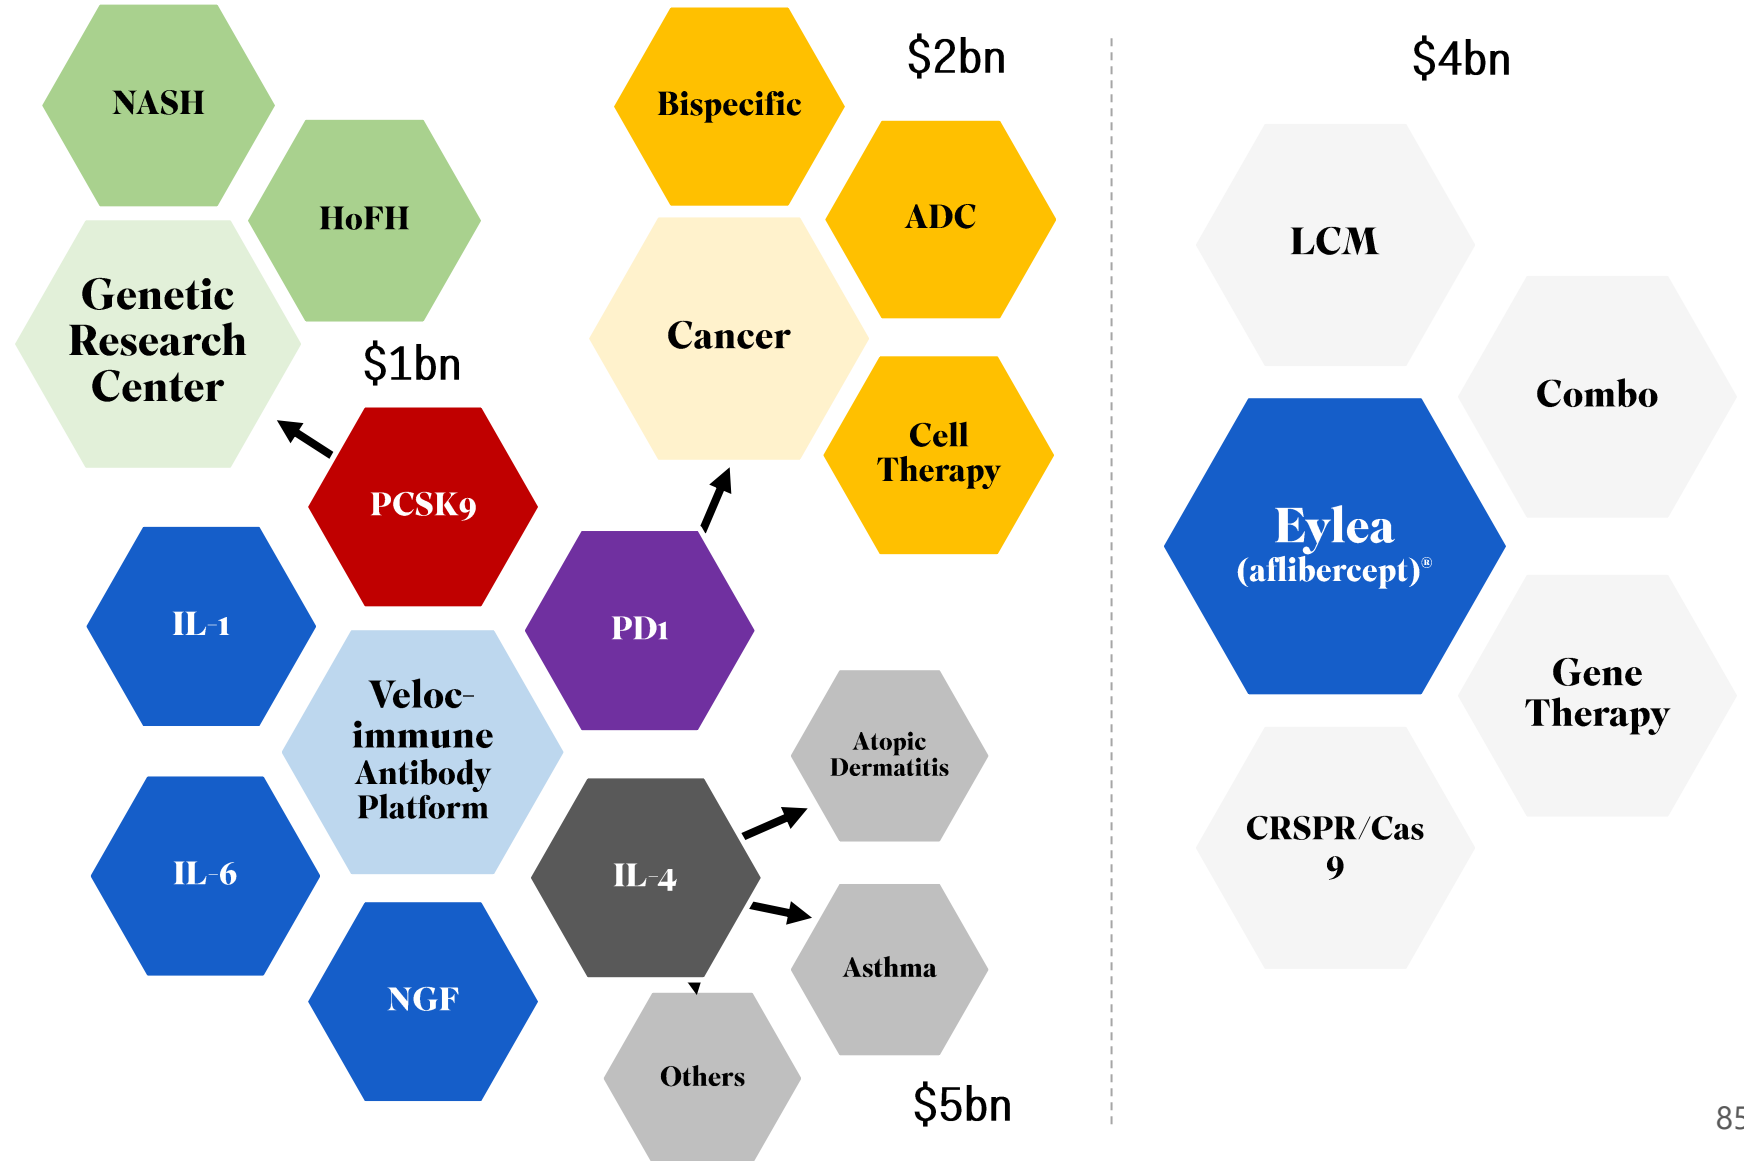 NASH
HoFH
Genetic
Research
Center
$1bn
Bispecific
$2bn
ADC
Cancer
Cell
Therapy
PCSK9
IL-1
PD1
Veloc-
immune
Antibody
Platform
IL-6
IL-4
NGF
Atopic
Dermatitis
Asthma
Others
$5bn
$4bn
LCM
Combo
Eylea
(aflibercept)®
Gene
Therapy
CRSPR/Cas
9
85